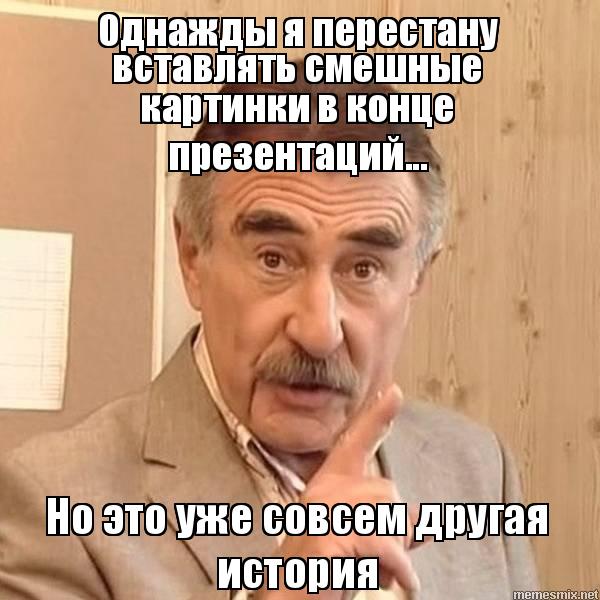 Однажды я перестану
вставлять смешные
картинки в конце
презентаций...
Но это уже совсем другая
история
memesmix.net